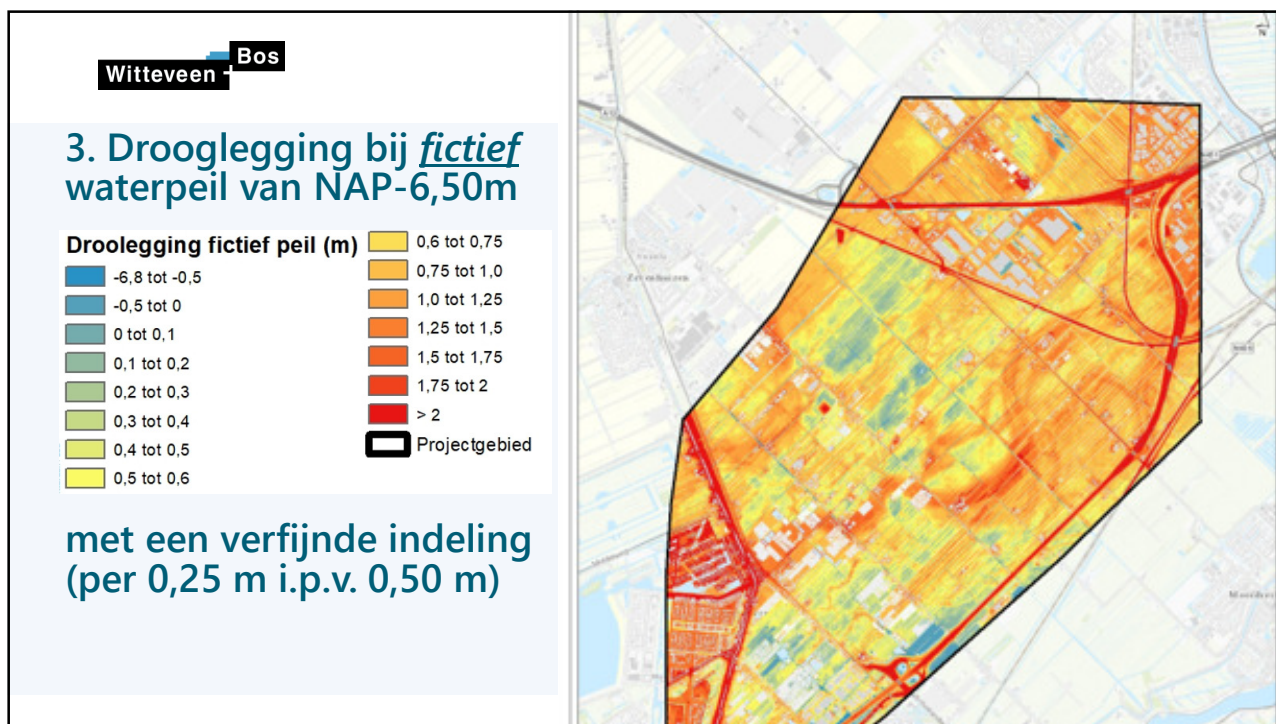 Witteveen + Bos
3. Drooglegging bij fictief
waterpeil van NAP-6,50m
Droolegging fictief peil (m)
-6,8 tot -0,5
-0,5 tot 0
0 tot 0,1
0,1 tot 0,2
0,2 tot 0,3
0,3 tot 0,4
0,4 tot 0,5
0,5 tot 0,6
0,6 tot 0,75
0,75 tot 1,0
1,0 tot 1,25
1,25 tot 1,5
1,5 tot 1,75
1,75 tot 2
> 2
Projectgebied
met een verfijnde indeling
(per 0,25 m i.p.v. 0,50 m)
N